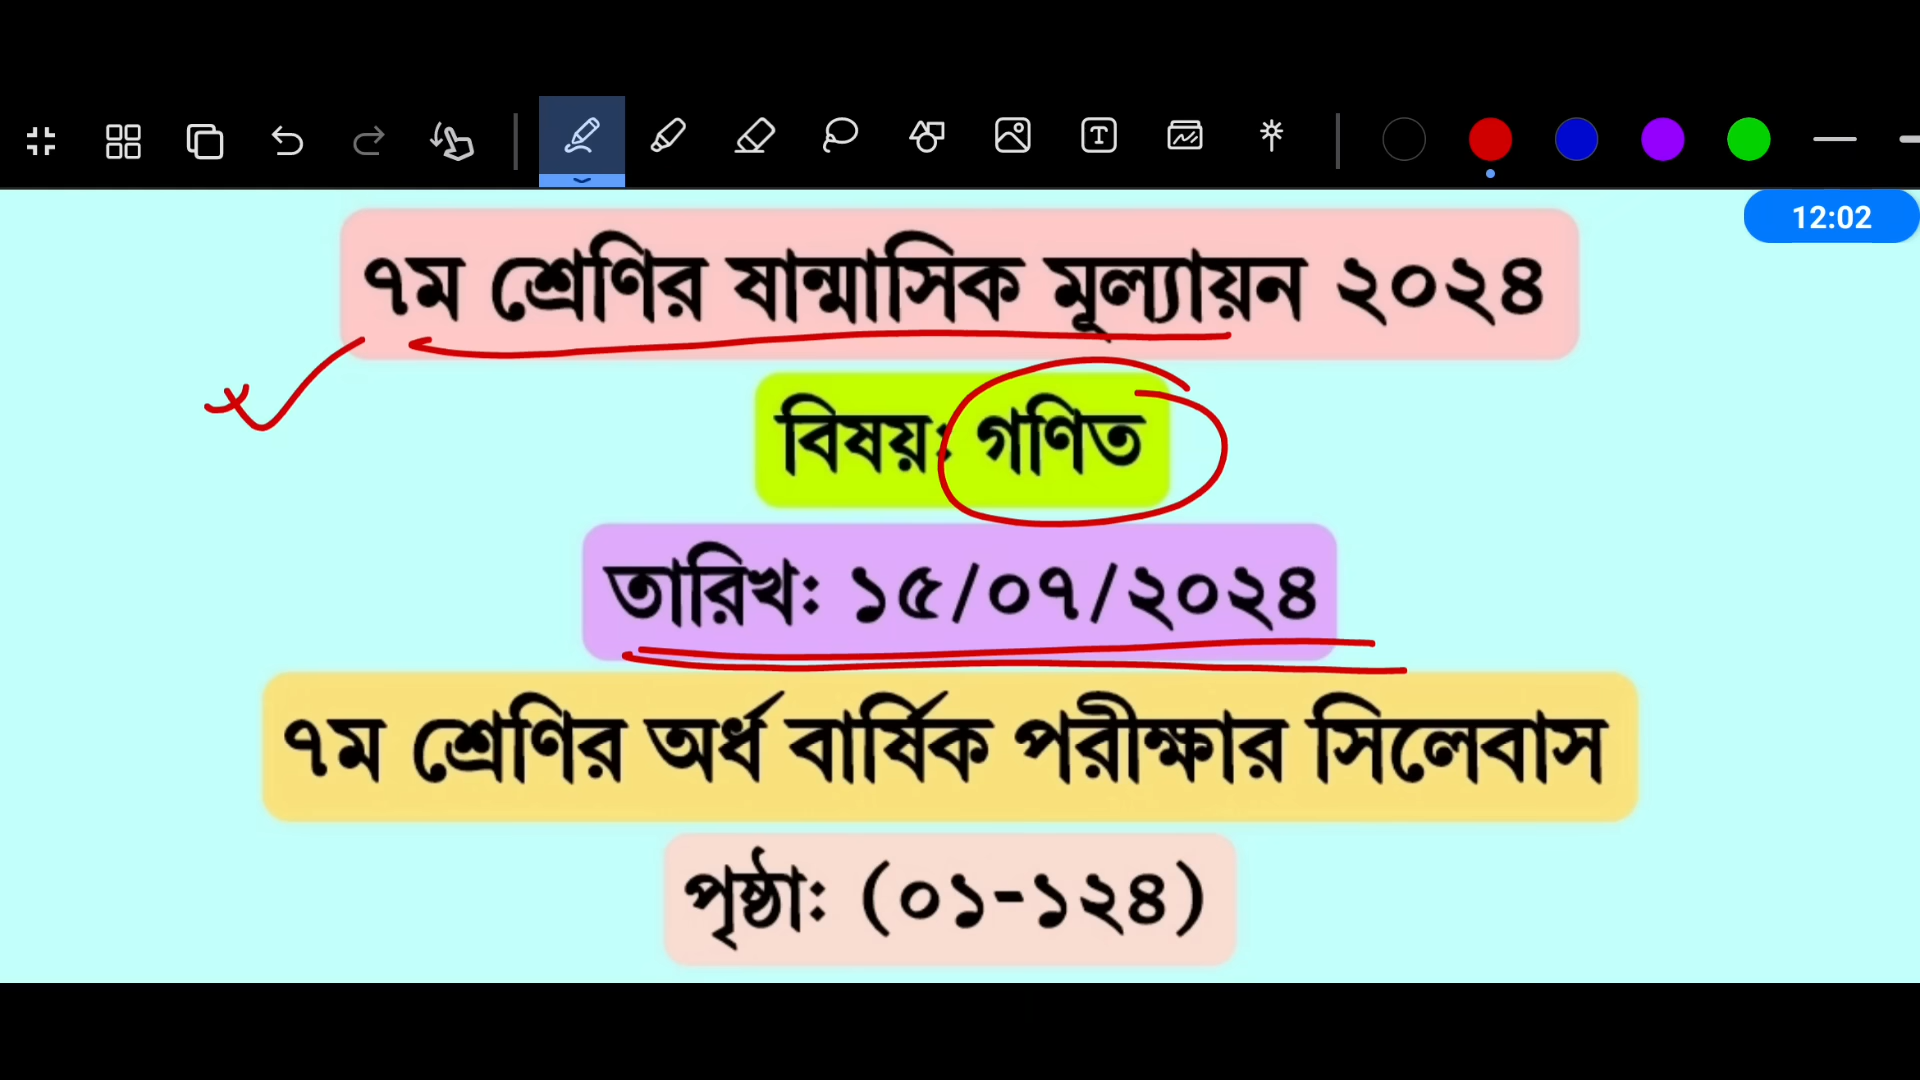 12:02
৭ম শ্রেণির ষান্মাসিক মূল্যায়ন ২০২৪
বিষয়: গণিত
তারিখ: ১৫/০৭/২০২৪
৭ম শ্রেণির অর্ধ বার্ষিক পরীক্ষার সিলেবাস
পৃষ্ঠা: (০১-১২৪)